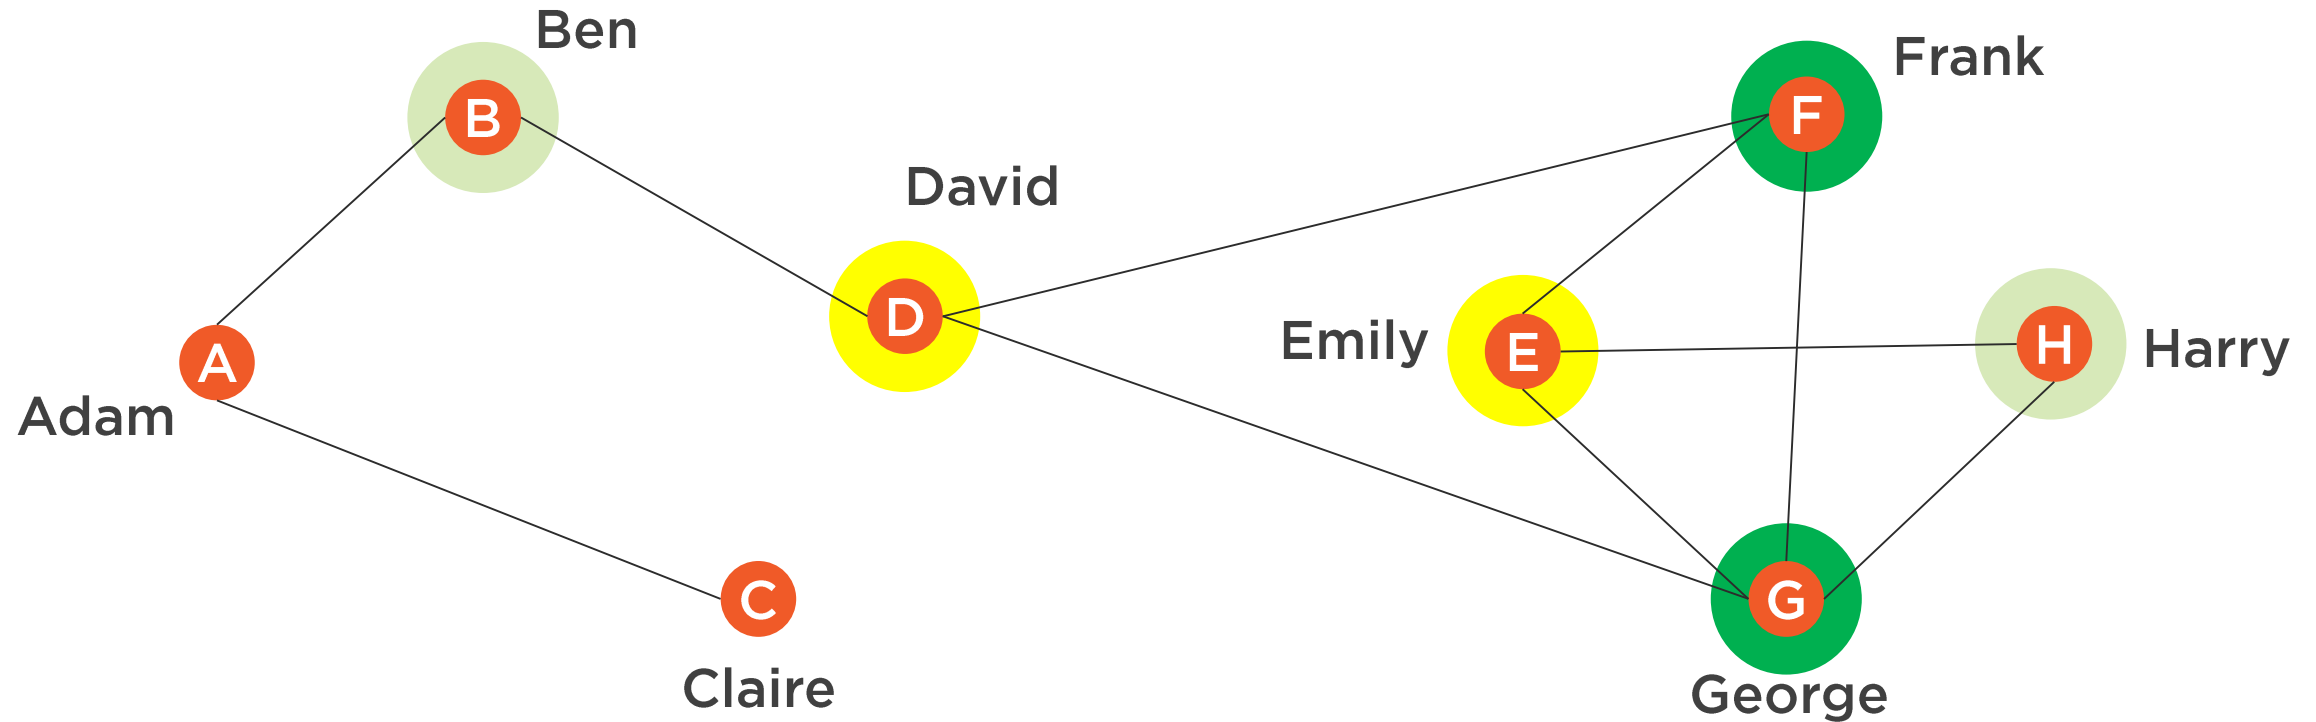 Ben
B
Frank
F
David
D
Emily
E
H
Harry
A
Adam
C
Claire
G
George